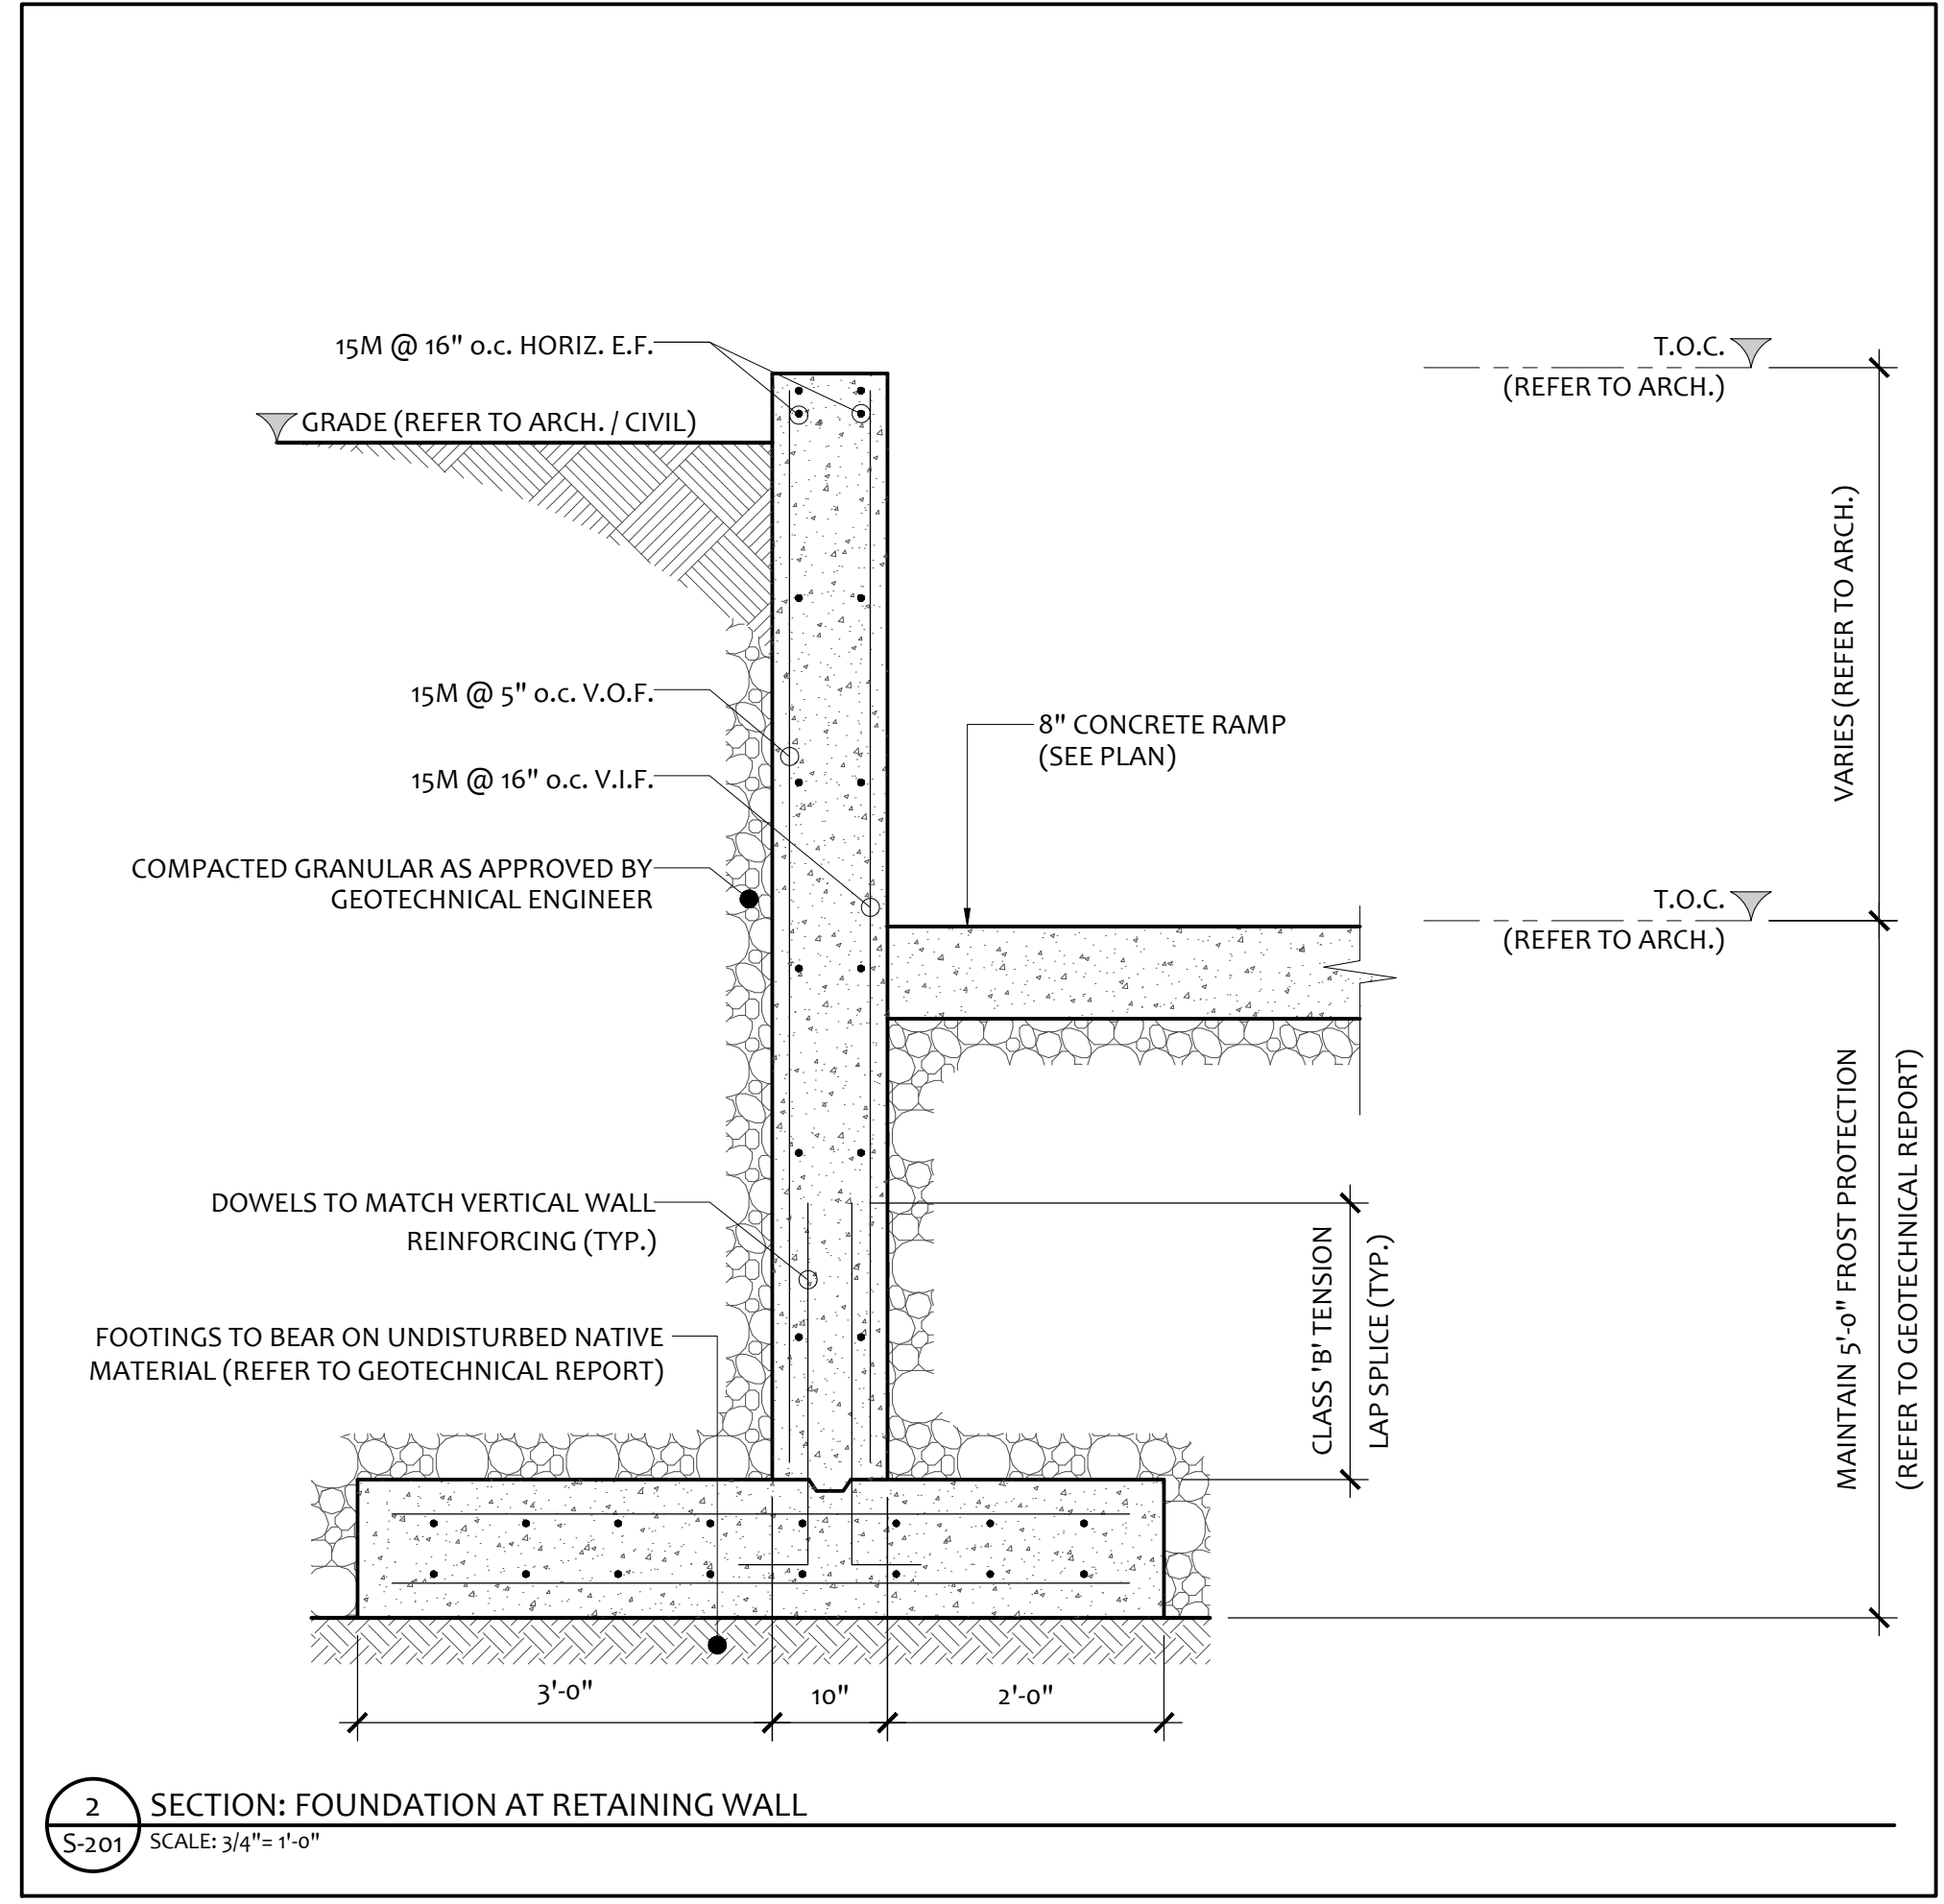 15M @ 16" o.c. HORIZ. E.F.
T.O.C.
(REFER TO ARCH.)
GRADE (REFER TO ARCH. / CIVIL)
VARIES (REFER TO ARCH.)
15M @ 5" o.c. V.O.F.
8" CONCRETE RAMP
(SEE PLAN)
15M @ 16" o.c. V.I.F.
COMPACTED GRANULAR AS APPROVED BY
GEOTECHNICAL ENGINEER
T.O.C.
(REFER TO ARCH.)
MAINTAIN 5'-0" FROST PROTECTION
(REFER TO GEOTECHNICAL REPORT)
DOWELS TO MATCH VERTICAL WALL
REINFORCING (TYP.)
CLASS 'B' TENSION
LAP SPLICE (TYP.)
FOOTINGS TO BEAR ON UNDISTURBED NATIVE
MATERIAL (REFER TO GEOTECHNICAL REPORT)
3'-0"
10"
2'-0"
2
S-201
SECTION: FOUNDATION AT RETAINING WALL
SCALE: 3/4"= 1'-0"